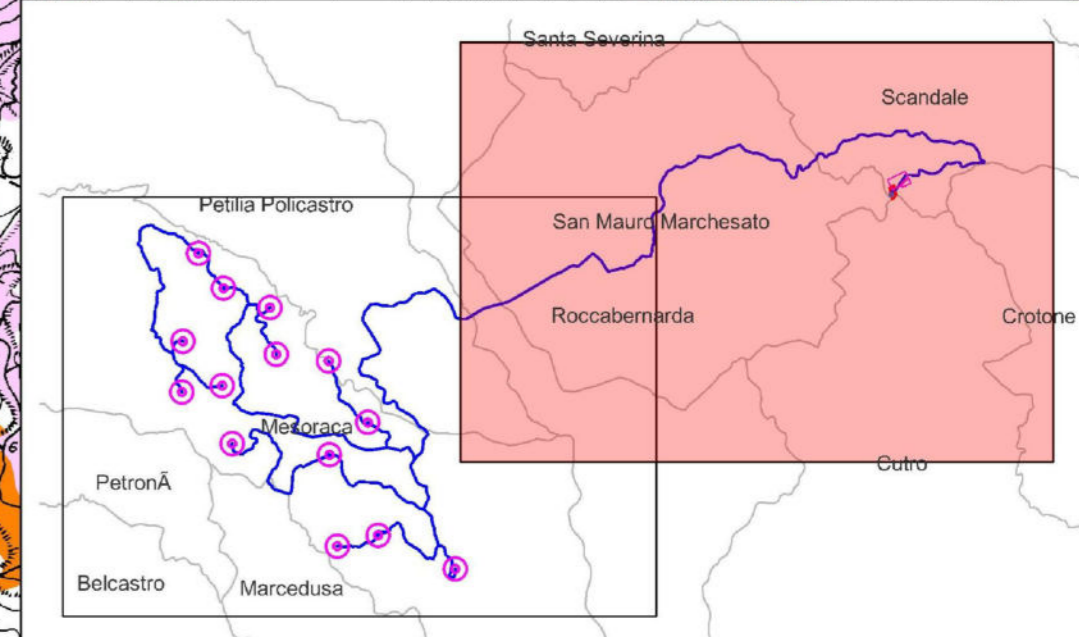 Santa Severina
Scandale
Petilia Policastro
San Mauro Marchesato
Roccabernarda
Crotone
Mesoraca
Cutro
PetronÃ
Belcastro
Marcedusa